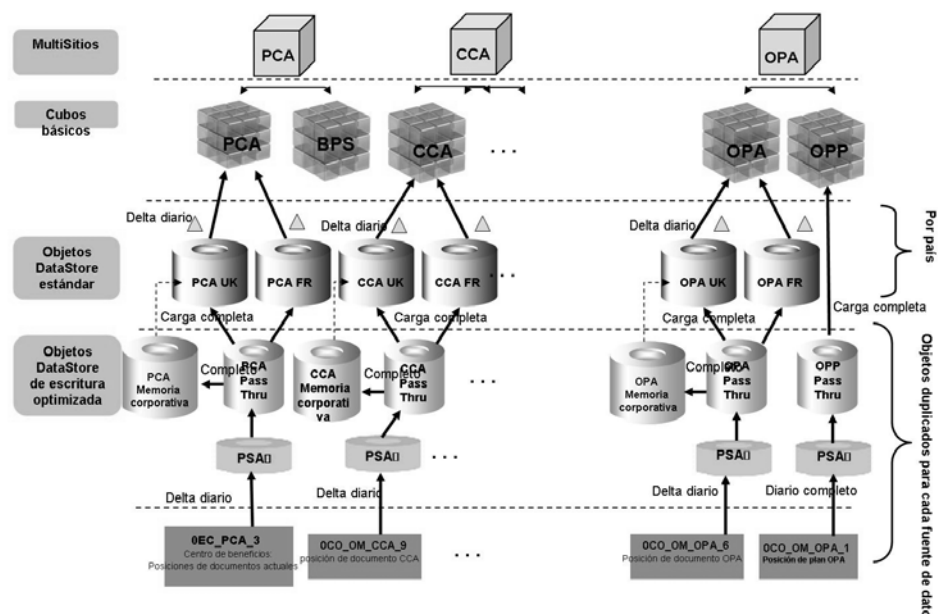 MultiSitios
PCA
CCA
OPA
Cubos
básicos
PCA
BPS
CCA
...
OPA
OPP
Delta diario
Delta diario
Delta diario
Por país
Objetos
DataStore
estándar
PCA UK
PCA FR
CCA UK
CCA FR
...
OPA UK
OPA FR
Carga completa
Carga completa
Carga completa
Carga completa
Objetos
DataStore
de escritura
optimizada
PCA
Memoria
corporativa
Completo
PCA
Pass
Thru
CCA
Memoria
corporati
va
Completo
CCA
Pass
Thru
...
OPA
Memoria
corporativa
Completo
OPA
Pass
Thru
OPP
Pass
Thru
Objetos duplicados para cada fuente de dato
PSA
PSA
...
PSA
PSA
Delta diario
Delta diario
Delta diario
Diario completo
0EC_PCA_3
Centro de beneficios:
Posiciones de documentos actuales
0CO_OM_CCA_9
posición de documento CCA
...
0CO_OM_OPA_6
Posición de documento OPA
0CO_OM_OPA_1
Posición de plan OPA